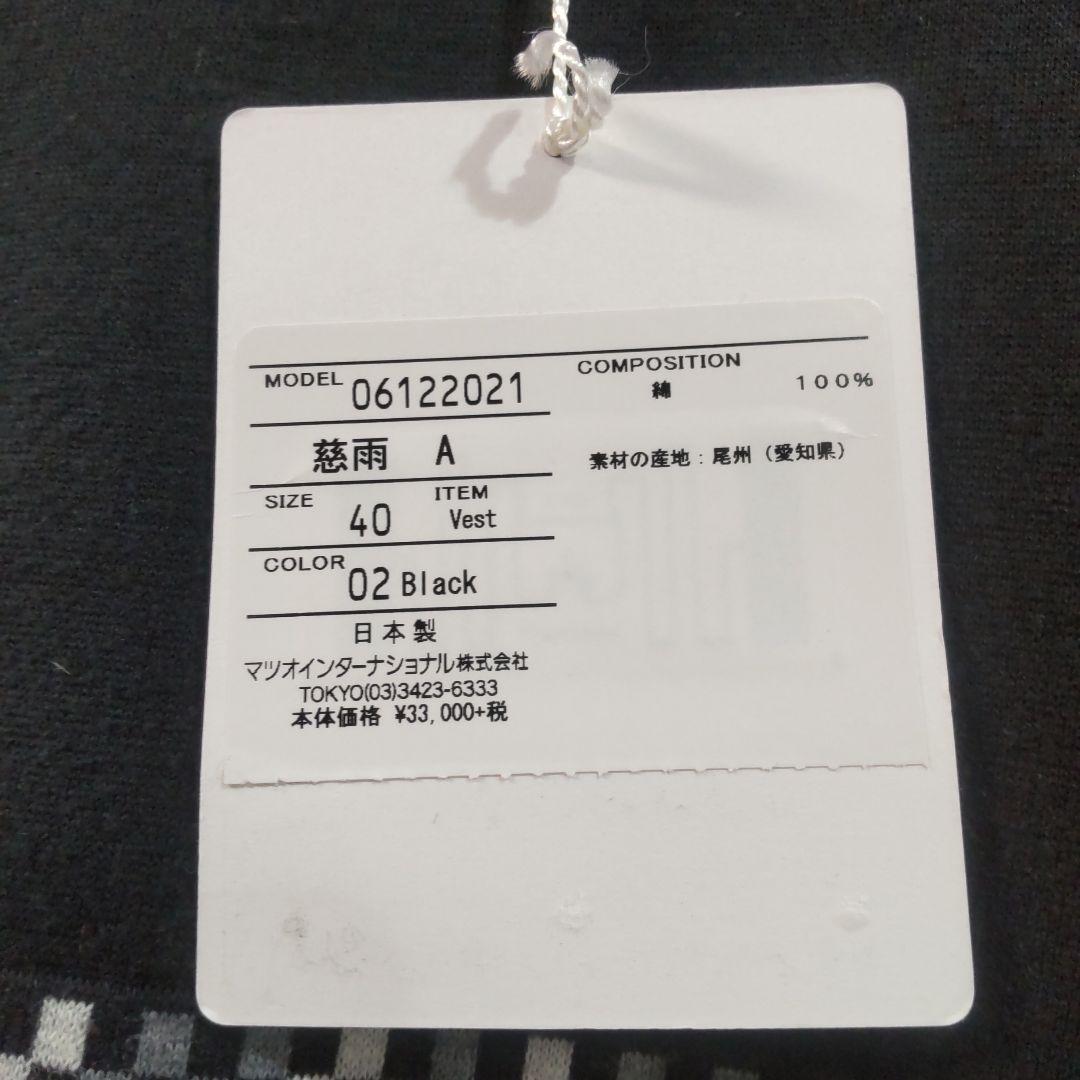 MODEL 06122021
慈雨 A
SIZE 40 ITEM Vest
COLOR 02 Black
日本製
マツオインターナショナル株式会社
TOKYO(03)3423-6333
本体価格 ¥33,000+税
COMPOSITION
綿 100%
素材の産地:尾州(愛知県)